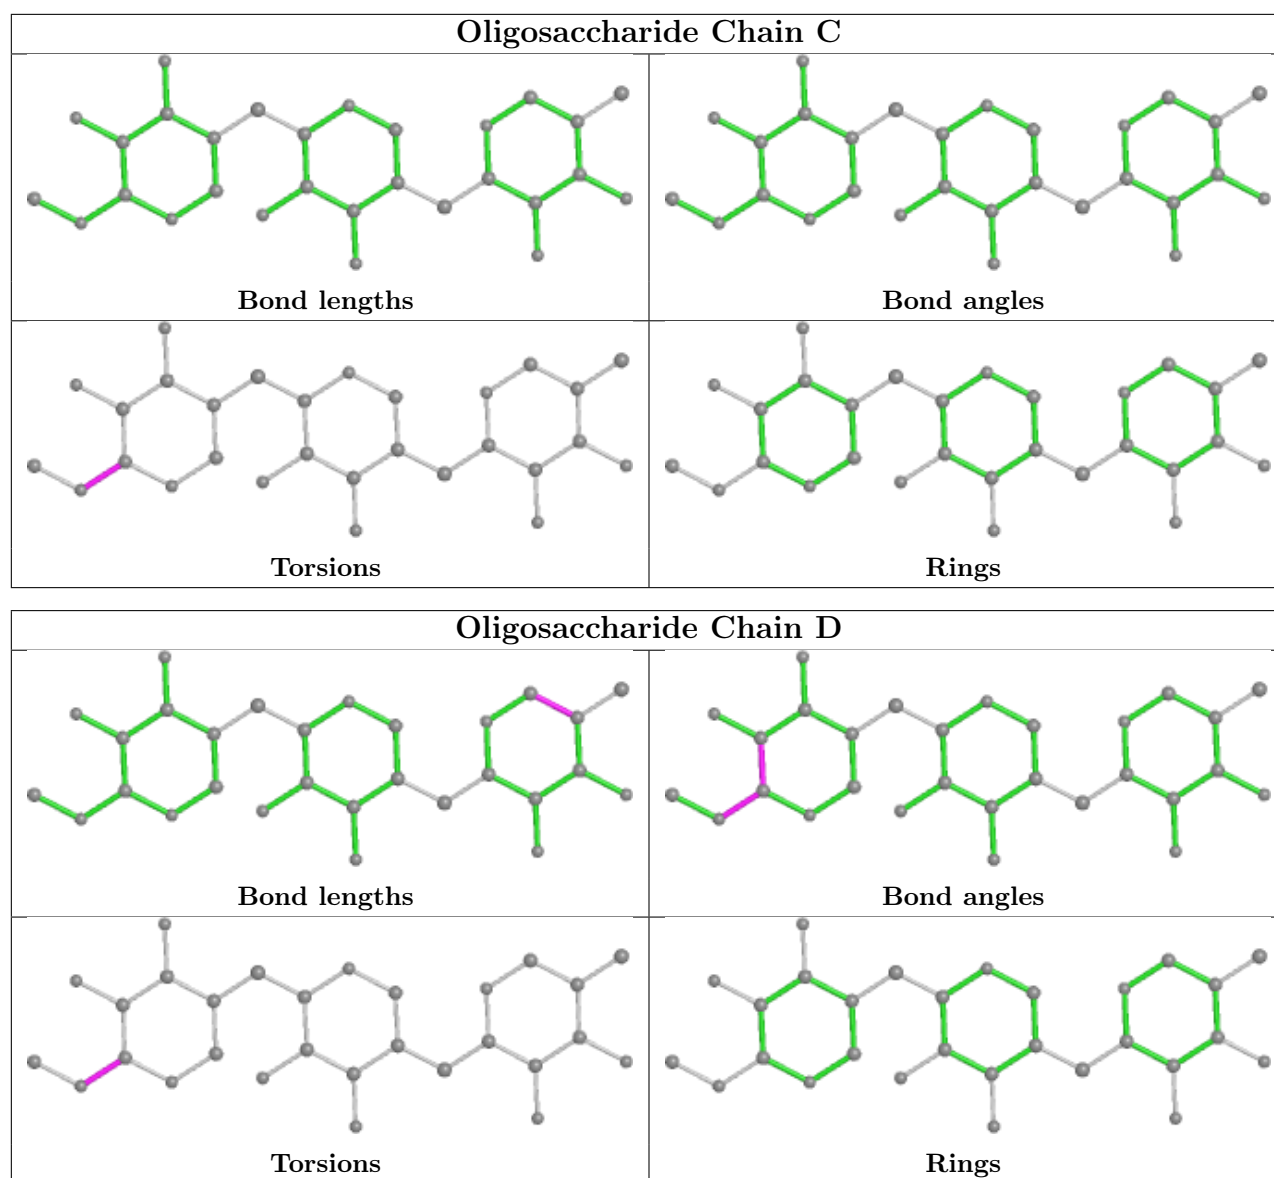 Oligosaccharide Chain C
Bond lengths
Bond angles
Torsions
Rings
Oligosaccharide Chain D
Bond lengths
Bond angles
Torsions
Rings